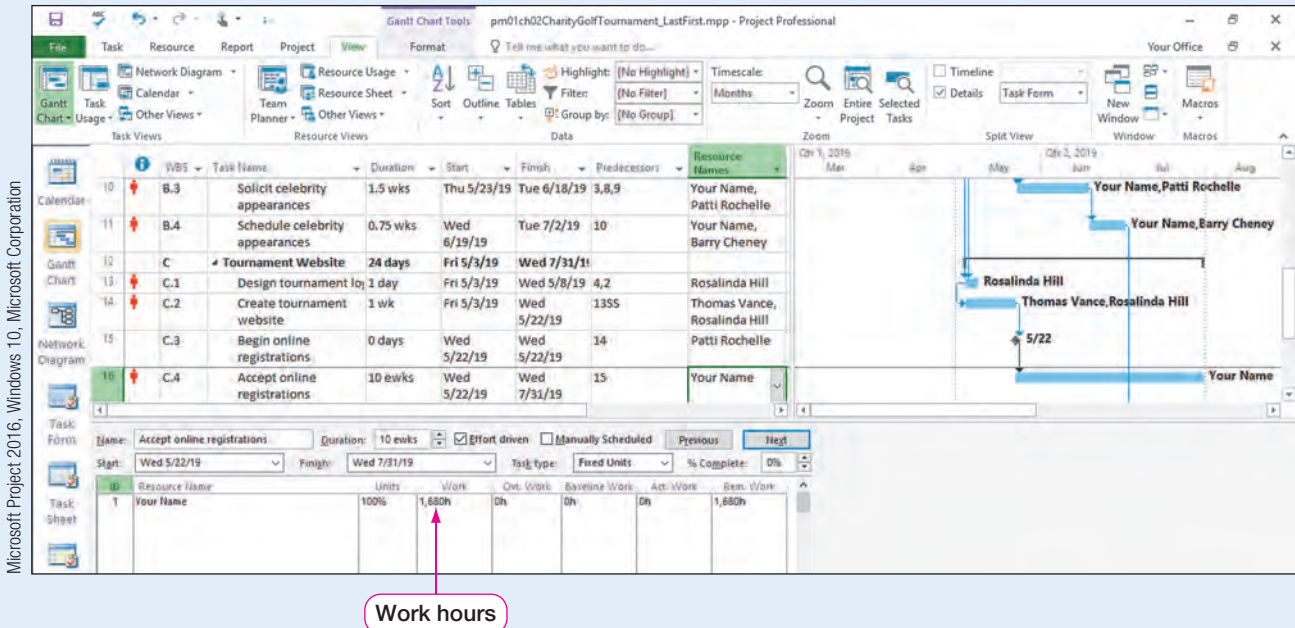 Gantt Chart Tools pm01ch02CharityGolfTournament_LastFirst.mpp - Project Professional
File Task Resource Report Project View Format Tell me what you want to do... Your Office
Network Diagram Resource Usage Highlight: [No Highlight] Timescale: Timeline
Calendar Resource Sheet Filter: [No Filter] Months Details Task Form
Gantt Chart Task Usage Other Views Team Planner Other Views Sort Outline Tables Group by: [No Group] Zoom Entire Project Selected Tasks New Window Macros
Task Views Resource Views Data Zoom Split View Window Macros
Qtr 1, 2019 Qtr 2, 2019
WBS Task Name Duration Start Finish Predecessors Resource Names Mar Apr May Jun Jul Aug
10 B.3 Solicit celebrity appearances 1.5 wks Thu 5/23/19 Tue 6/18/19 3,8,9 Your Name, Patti Rochelle
Your Name,Patti Rochelle
11 B.4 Schedule celebrity appearances 0.75 wks Wed 6/19/19 Tue 7/2/19 10 Your Name, Barry Cheney
Your Name,Barry Cheney
12 C Tournament Website 24 days Fri 5/3/19 Wed 7/31/1
13 C.1 Design tournament lo 1 day Fri 5/3/19 Wed 5/8/19 4,2 Rosalinda Hill
Rosalinda Hill
14 C.2 Create tournament website 1 wk Fri 5/3/19 Wed 5/22/19 13SS Thomas Vance, Rosalinda Hill
Thomas Vance,Rosalinda Hill
15 C.3 Begin online registrations 0 days Wed 5/22/19 Wed 5/22/19 14 Patti Rochelle
5/22
16 C.4 Accept online registrations 10 ewks Wed 5/22/19 Wed 7/31/19 15 Your Name
Your Name
Calendar
Gantt Chart
Network Diagram
Task Form
Task Sheet
Name: Accept online registrations Duration: 10 ewks Effort driven Manually Scheduled Previous Next
Start: Wed 5/22/19 Finish: Wed 7/31/19 Task type: Fixed Units % Complete: 0%
ID Resource Name Units Work Ovt. Work Baseline Work Act. Work Rem. Work
1 Your Name 100% 1,680h 0h 0h 0h 1,680h
Work hours
Microsoft Project 2016, Windows 10, Microsoft Corporation